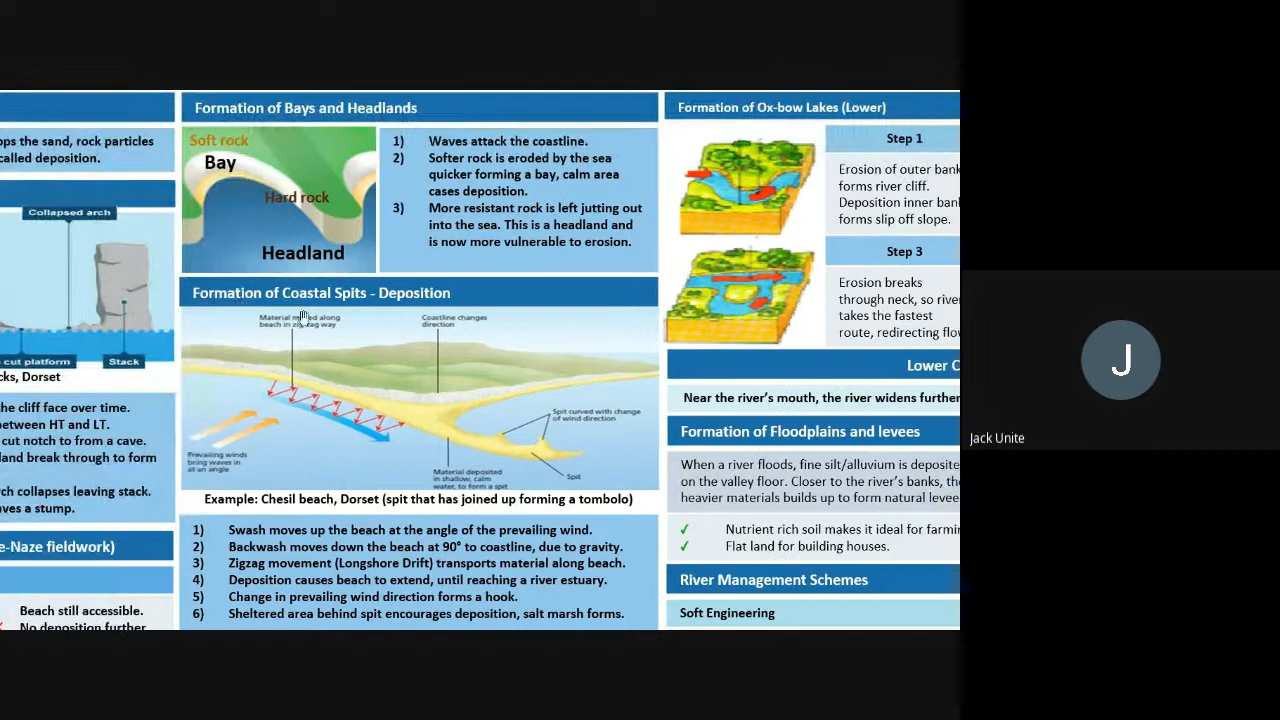 ops the sand, rock particles
called deposition.
Collapsed arch
cut platform
Stack
cks, Dorset
he cliff face over time.
between HT and LT.
cut notch to from a cave.
land break through to form
rch collapses leaving stack.
aves a stump.
e-Naze fieldwork)
Beach still accessible.
No deposition further
Formation of Bays and Headlands
Soft rock
Bay
Hard rock
Headland
1) Waves attack the coastline.
2) Softer rock is eroded by the sea
quicker forming a bay, calm area
cases deposition.
3) More resistant rock is left jutting out
into the sea. This is a headland and
is now more vulnerable to erosion.
Formation of Coastal Spits - Deposition
Material moved along
beach in zigzag way
Coastline changes
direction
Spit curved with change
of wind direction
Prevailing winds
bring waves in
at an angle
Material deposited
in shallow, calm
water, to form a spit
Spit
Example: Chesil beach, Dorset (spit that has joined up forming a tombolo)
1) Swash moves up the beach at the angle of the prevailing wind.
2) Backwash moves down the beach at 90° to coastline, due to gravity.
3) Zigzag movement (Longshore Drift) transports material along beach.
4) Deposition causes beach to extend, until reaching a river estuary.
5) Change in prevailing wind direction forms a hook.
6) Sheltered area behind spit encourages deposition, salt marsh forms.
Formation of Ox-bow Lakes (Lower)
Step 1
Erosion of outer bank
forms river cliff.
Deposition inner bank
forms slip off slope.
Step 3
Erosion breaks
through neck, so river
takes the fastest
route, redirecting flow
Lower C
Near the river's mouth, the river widens further
Formation of Floodplains and levees
When a river floods, fine silt/alluvium is deposite
on the valley floor. Closer to the river's banks, the
heavier materials builds up to form natural levee
✓ Nutrient rich soil makes it ideal for farmin
✓ Flat land for building houses.
River Management Schemes
Soft Engineering
J
Jack Unite